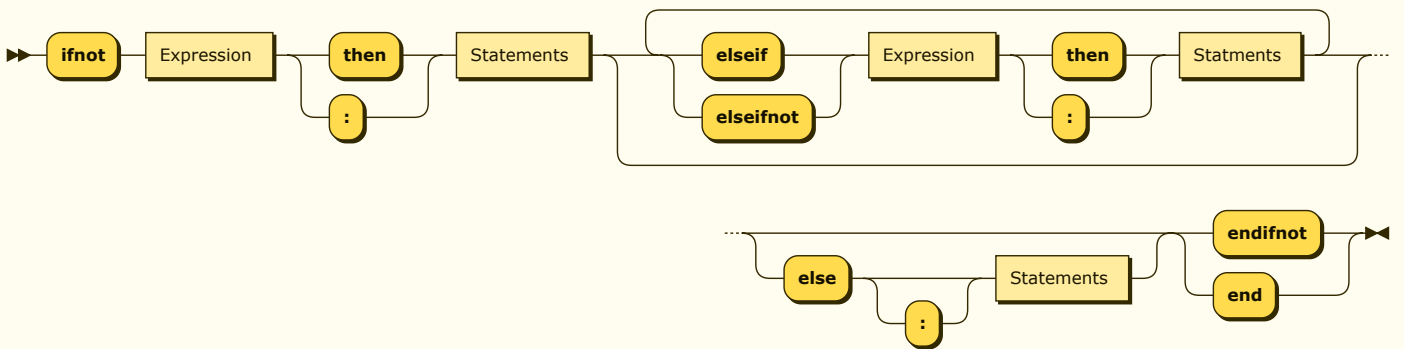 ifnot Expression then Statements elseif Expression then Statments
: elseifnot :
endifnot
else Statements
end
: